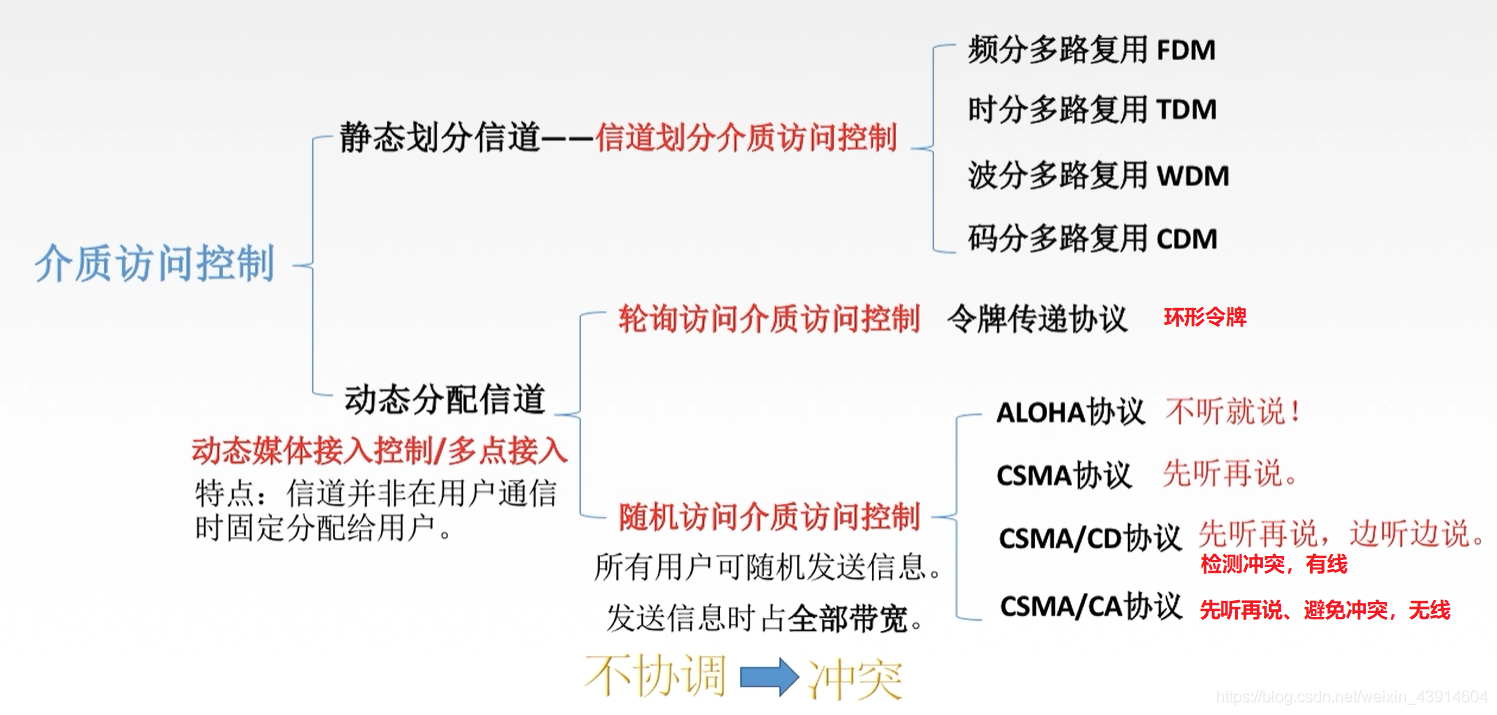 频分多路复用 FDM
时分多路复用 TDM
静态划分信道——信道划分介质访问控制
波分多路复用 WDM
码分多路复用 CDM
介质访问控制
轮询访问介质访问控制 令牌传递协议 环形令牌
动态分配信道
动态媒体接入控制/多点接入
特点：信道并非在用户通信
时固定分配给用户。
ALOHA协议 不听就说！
CSMA协议 先听再说。
随机访问介质访问控制
CSMA/CD协议 先听再说，边听边说。
检测冲突，有线
所有用户可随机发送信息。
CSMA/CA协议 先听再说、避免冲突，无线
发送信息时占全部带宽。
不协调 冲突
https://blog.csdn.net/weixin_43914604